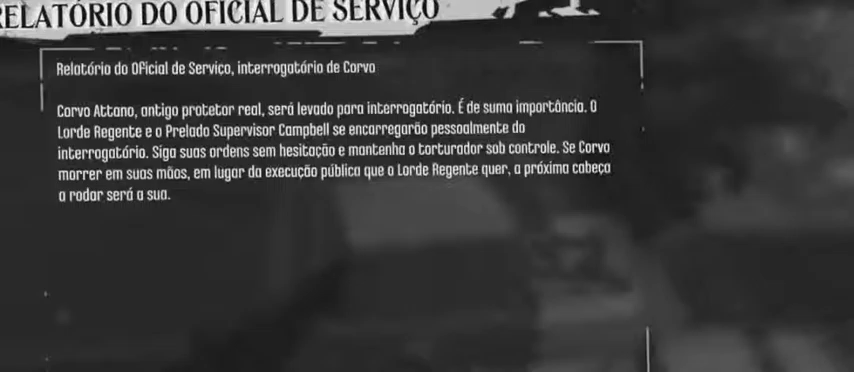 RELATÓRIO DO OFICIAL DE SERVIÇO
Relatório do Oficial de Serviço, interrogatório de Corvo
Corvo Attano, antigo protetor real, será levado para interrogatório. É de suma importância. O
Lorde Regente e o Prelado Supervisor Campbell se encarregarão pessoalmente do
interrogatório. Siga suas ordens sem hesitação e mantenha o torturador sob controle. Se Corvo
morrer em suas mãos, em lugar da execução pública que o Lorde Regente quer, a próxima cabeça
a rodar será a sua.